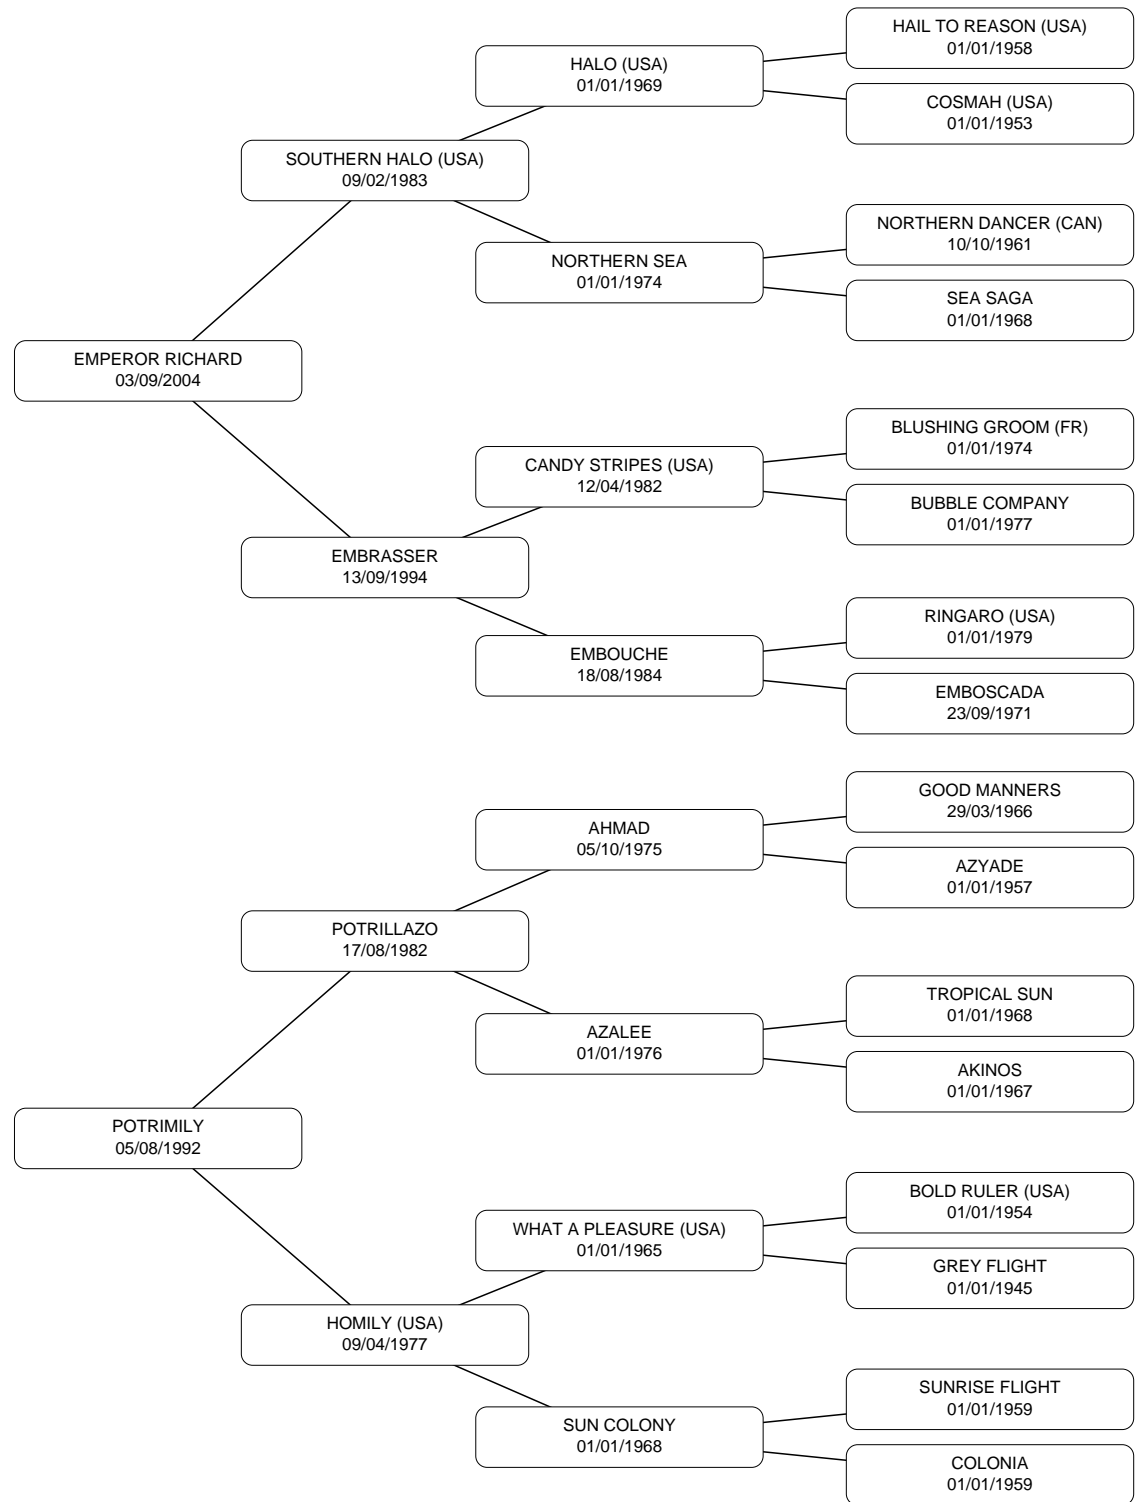 HAIL TO REASON (USA)
01/01/1958
HALO (USA)
01/01/1969
COSMAH (USA)
01/01/1953
SOUTHERN HALO (USA)
09/02/1983
NORTHERN DANCER (CAN)
10/10/1961
NORTHERN SEA
01/01/1974
SEA SAGA
01/01/1968
EMPEROR RICHARD
03/09/2004
BLUSHING GROOM (FR)
01/01/1974
CANDY STRIPES (USA)
12/04/1982
BUBBLE COMPANY
01/01/1977
EMBRASSER
13/09/1994
RINGARO (USA)
01/01/1979
EMBOUCHE
18/08/1984
EMBOSCADA
23/09/1971
GOOD MANNERS
29/03/1966
AHMAD
05/10/1975
AZYADE
01/01/1957
POTRILLAZO
17/08/1982
TROPICAL SUN
01/01/1968
AZALEE
01/01/1976
AKINOS
01/01/1967
POTRIMILY
05/08/1992
BOLD RULER (USA)
01/01/1954
WHAT A PLEASURE (USA)
01/01/1965
GREY FLIGHT
01/01/1945
HOMILY (USA)
09/04/1977
SUNRISE FLIGHT
01/01/1959
SUN COLONY
01/01/1968
COLONIA
01/01/1959